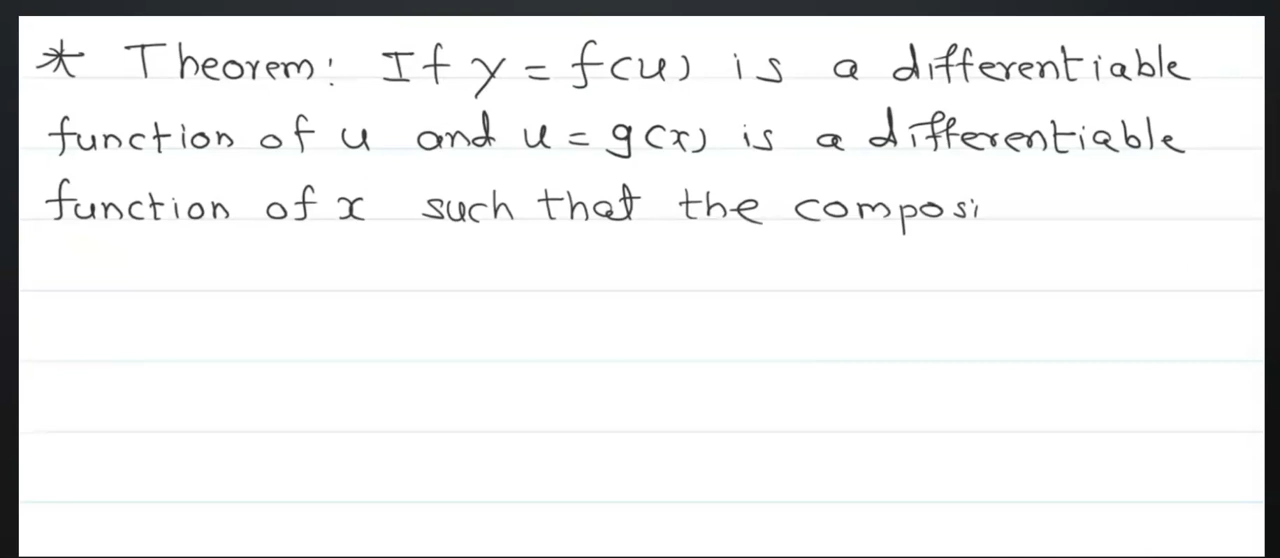 * Theorem: If y = f(u) is a differentiable
function of u and u = g(x) is a differentiable
function of x such that the composi